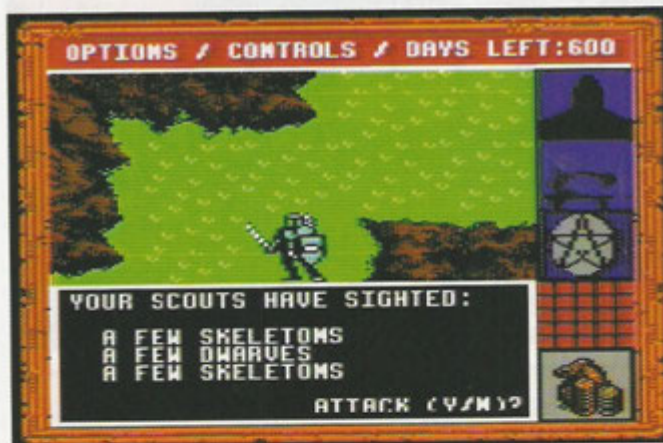 OPTIONS / CONTROLS / DAYS LEFT:600
YOUR SCOUTS HAVE SIGHTED:
A FEW SKELETONS
A FEW DWARVES
A FEW SKELETONS
ATTACK (Y/N)?